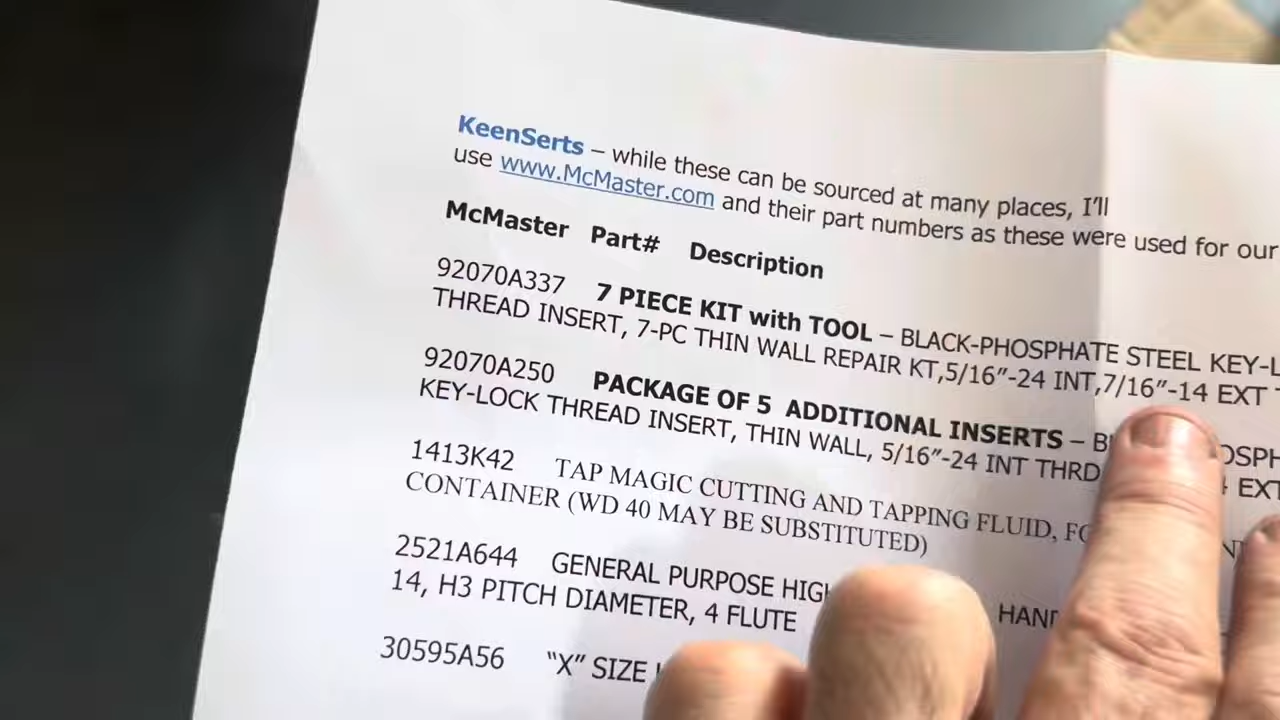 KeenSerts – while these can be sourced at many places, I'll
use www.McMaster.com and their part numbers as these were used for our
McMaster Part# Description
92070A337 7 PIECE KIT with TOOL – BLACK-PHOSPHATE STEEL KEY-L
THREAD INSERT, 7-PC THIN WALL REPAIR KT,5/16"-24 INT,7/16"-14 EXT
92070A250 PACKAGE OF 5 ADDITIONAL INSERTS –
KEY-LOCK THREAD INSERT, THIN WALL, 5/16"-24 INT THRD EXT
1413K42 TAP MAGIC CUTTING AND TAPPING FLUID,
CONTAINER (WD 40 MAY BE SUBSTITUTED)
2521A644 GENERAL PURPOSE
14, H3 PITCH DIAMETER, 4 FLUTE
30595A56 "X" SIZE